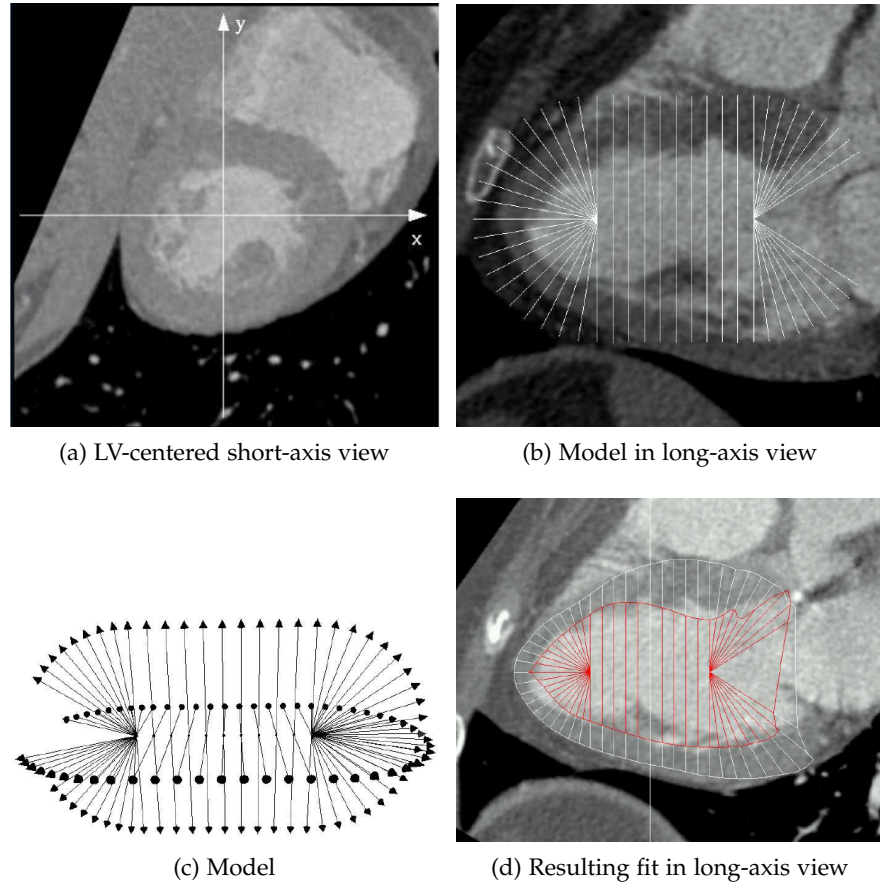 y
x
(a) LV-centered short-axis view
(b) Model in long-axis view
(c) Model
(d) Resulting fit in long-axis view